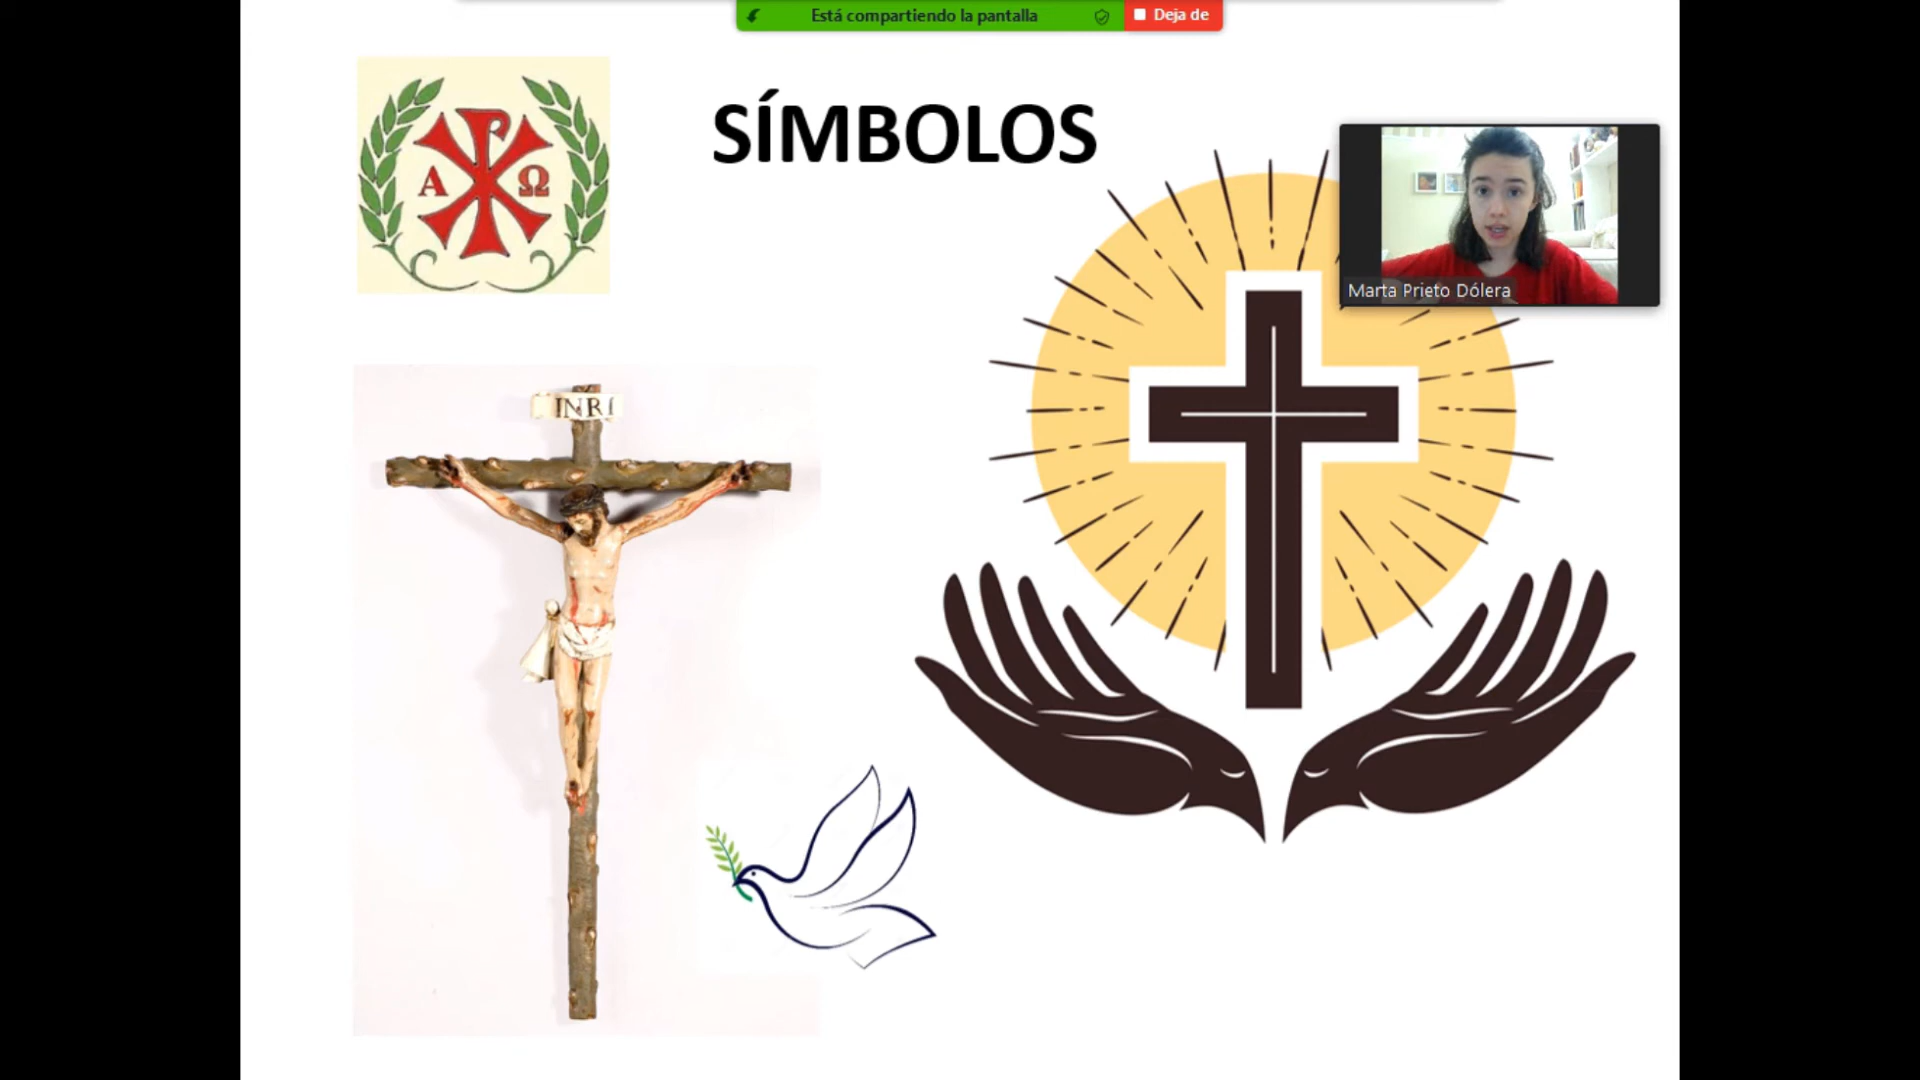 Está compartiendo la pantalla
Deja de
SÍMBOLOS
Α Ω
Marta Prieto Dólera
INRI